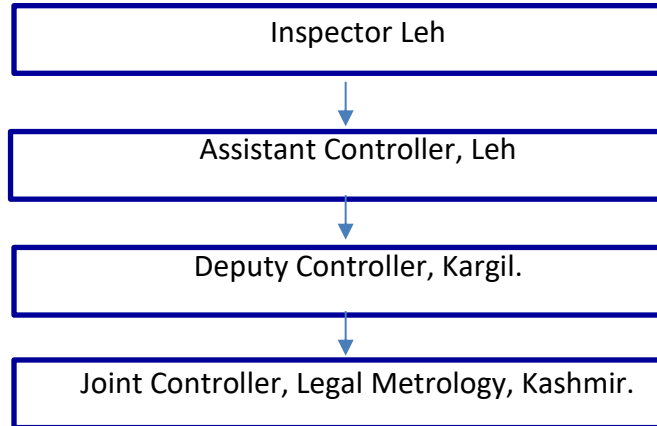 Inspector Leh
Assistant Controller, Leh
Deputy Controller, Kargil.
Joint Controller, Legal Metrology, Kashmir.